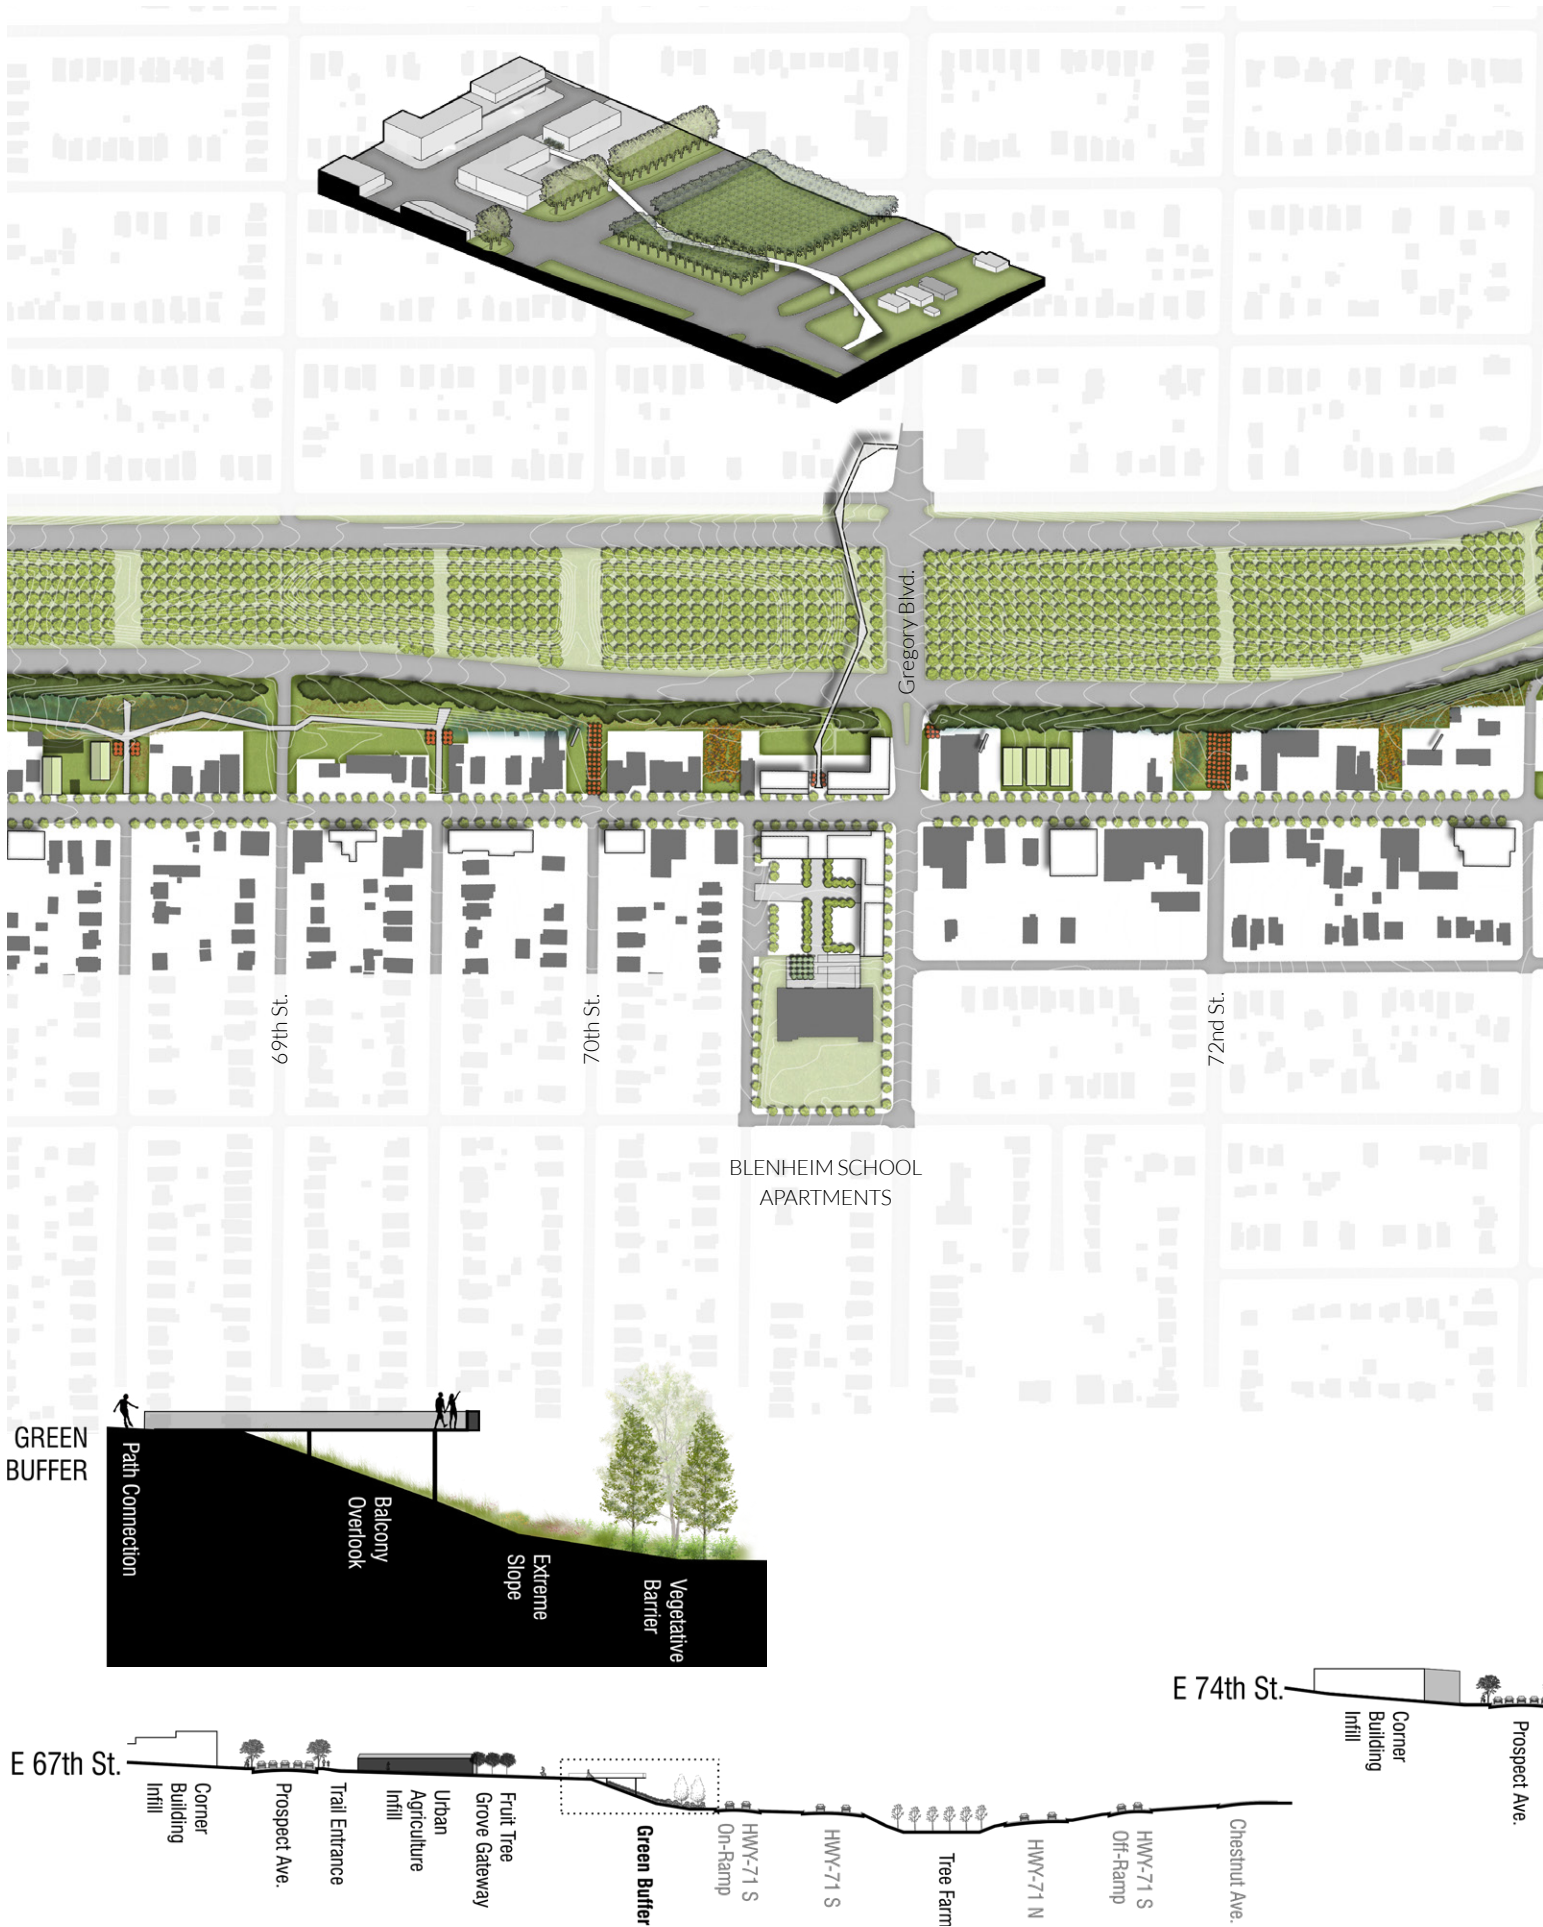 Gregory Blvd.
69th St.
70th St.
72nd St.
BLENHEIM SCHOOL
APARTMENTS
GREEN
BUFFER
Path Connection
Balcony
Overlook
Extreme
Slope
Vegetative
Barrier
E 74th St.
Corner
Building
Infill
Prospect Ave.
E 67th St.
Corner
Building
Infill
Prospect Ave.
Trail Entrance
Urban
Agriculture
Infill
Fruit Tree
Grove Gateway
Green Buffer
HWY-71 S
On-Ramp
HWY-71 S
Tree Farm
HWY-71 N
HWY-71 S
Off-Ramp
Chestnut Ave.